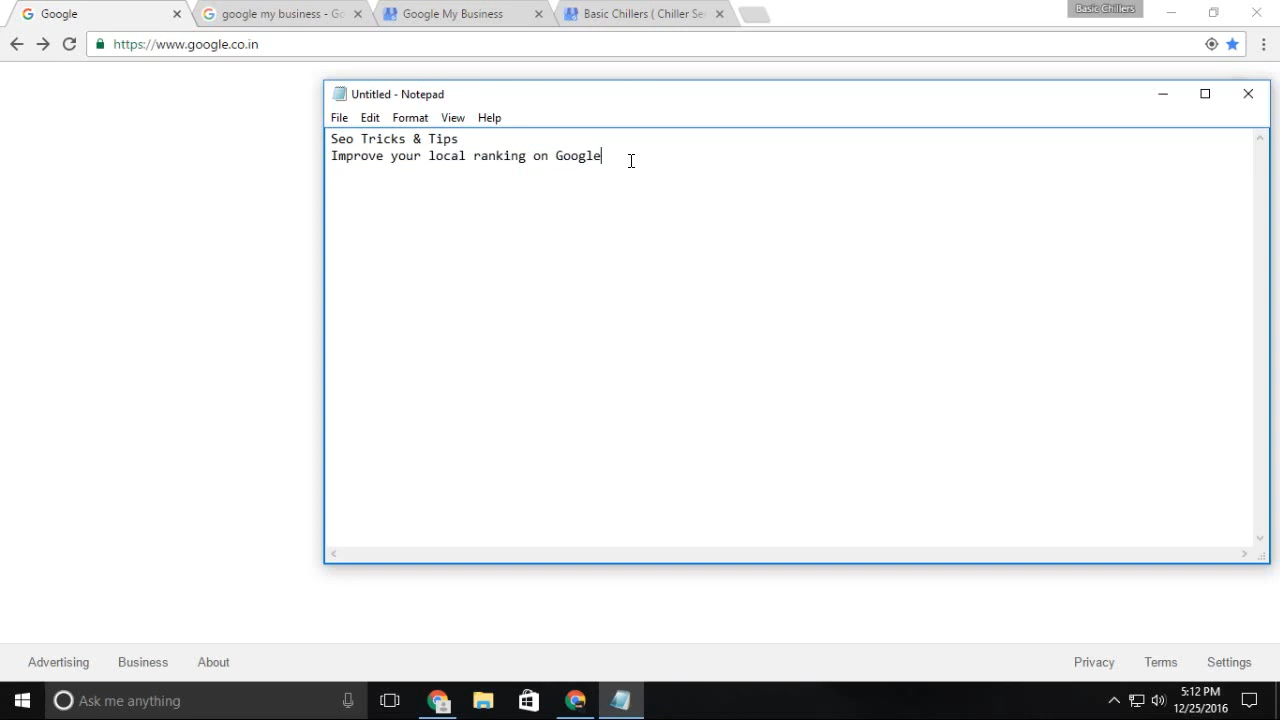 Google
google my business - Go
Google My Business
Basic Chillers ( Chiller Ser
Basic Chillers
https://www.google.co.in
Untitled - Notepad
File Edit Format View Help
Seo Tricks & Tips
Improve your local ranking on Google
Advertising Business About
Privacy Terms Settings
Ask me anything
5:12 PM
12/25/2016